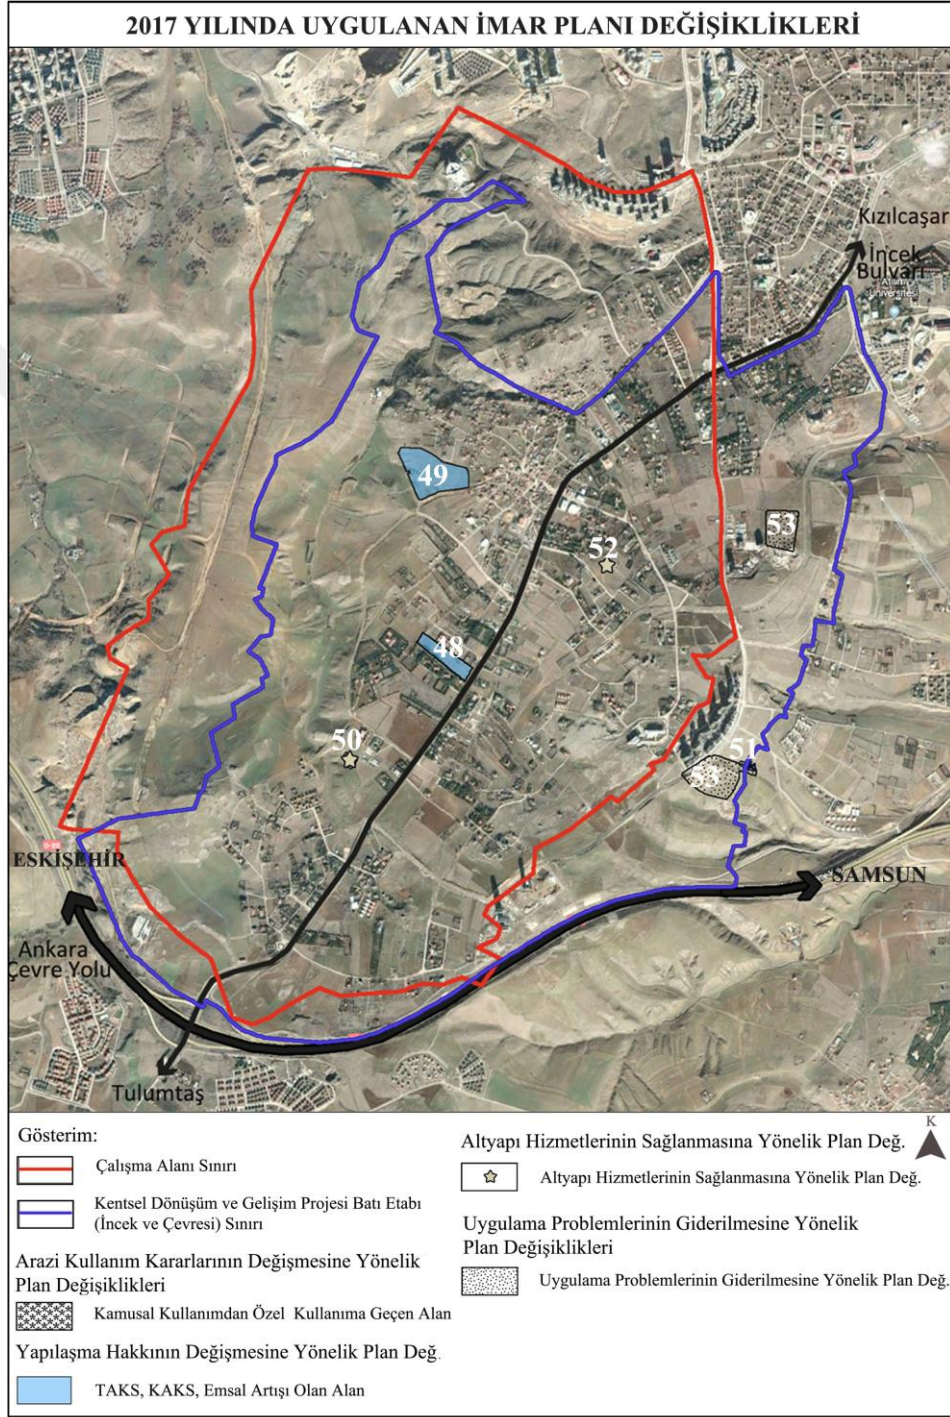 2017 YILINDA UYGULANAN İMAR PLANI DEĞİŞİKLİKLERİ
Kızılcaşar
İncek
Bulvarı
Üniversitesi
49
53
52
48
50
51
53
ESKİŞEHİR
SAMSUN
Ankara
Çevre Yolu
Tulumtaş
K
Gösterim:
Çalışma Alanı Sınırı
Kentsel Dönüşüm ve Gelişim Projesi Batı Etabı
(İncek ve Çevresi) Sınırı
Arazi Kullanım Kararlarının Değişmesine Yönelik
Plan Değişiklikleri
Kamusal Kullanımdan Özel Kullanıma Geçen Alan
Yapılaşma Hakkının Değişmesine Yönelik Plan Değ.
TAKS, KAKS, Emsal Artışı Olan Alan
Altyapı Hizmetlerinin Sağlanmasına Yönelik Plan Değ.
Altyapı Hizmetlerinin Sağlanmasına Yönelik Plan Değ.
Uygulama Problemlerinin Giderilmesine Yönelik
Plan Değişiklikleri
Uygulama Problemlerinin Giderilmesine Yönelik Plan Değ.